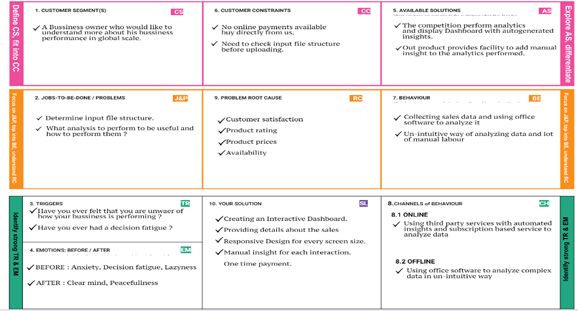 Define CS, fit into CC
1. CUSTOMER SEGMENT(S)
CS
A Bussiness owner who would like to
understand more about his bussiness
performance in global scale.
6. CUSTOMER CONSTRAINTS
CC
No online payments available
buy directly from us.
Need to check input file structure
before uploading.
5. AVAILABLE SOLUTIONS
AS
The competition perform analytics
and display Dashboard with autogenerated
insights.
Out product provides facility to add manual
insight to the analytics performed.
Explore AS, differentiate
Focus on J&P, tap into BE, understand RC
2. JOBS-TO-BE-DONE / PROBLEMS
J&P
Determine input file structure.
What analysis to perform to be useful and
how to perform them ?
9. PROBLEM ROOT CAUSE
RC
Customer satisfaction
Product rating
Product prices
Availability
7. BEHAVIOUR
BE
Collecting sales data and using office
software to analyze it
Un-intuitive way of analyzing data and lot
of manual labour
Focus on J&P, tap into BE, understand RC
Identify strong TR & EM
3. TRIGGERS
TR
Have you ever felt that you are unwaer of
how your bussiness is performing ?
Have you ever had a decision fatigue ?
4. EMOTIONS: BEFORE / AFTER
EM
BEFORE : Anxiety, Decision fatigue, Lazyness
AFTER : Clear mind, Peacefullness
10. YOUR SOLUTION
SL
Creating an Interactive Dashboard.
Providing details about the sales
Responsive Design for every screen size.
Manual insight for each interaction.
One time payment.
8.CHANNELS of BEHAVIOUR
CH
8.1 ONLINE
Using third party services with automated
insights and subscription based service to
analyze data
8.2 OFFLINE
Using office software to analyze complex
data in un-intuitive way
Identify strong TR & EM